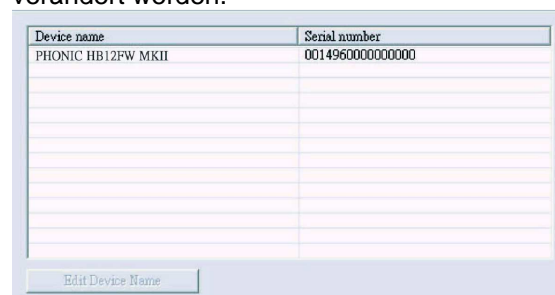 verändert werden.
Device name Serial number
PHONIC HB12FW MKII 0014960000000000
Edit Device Name